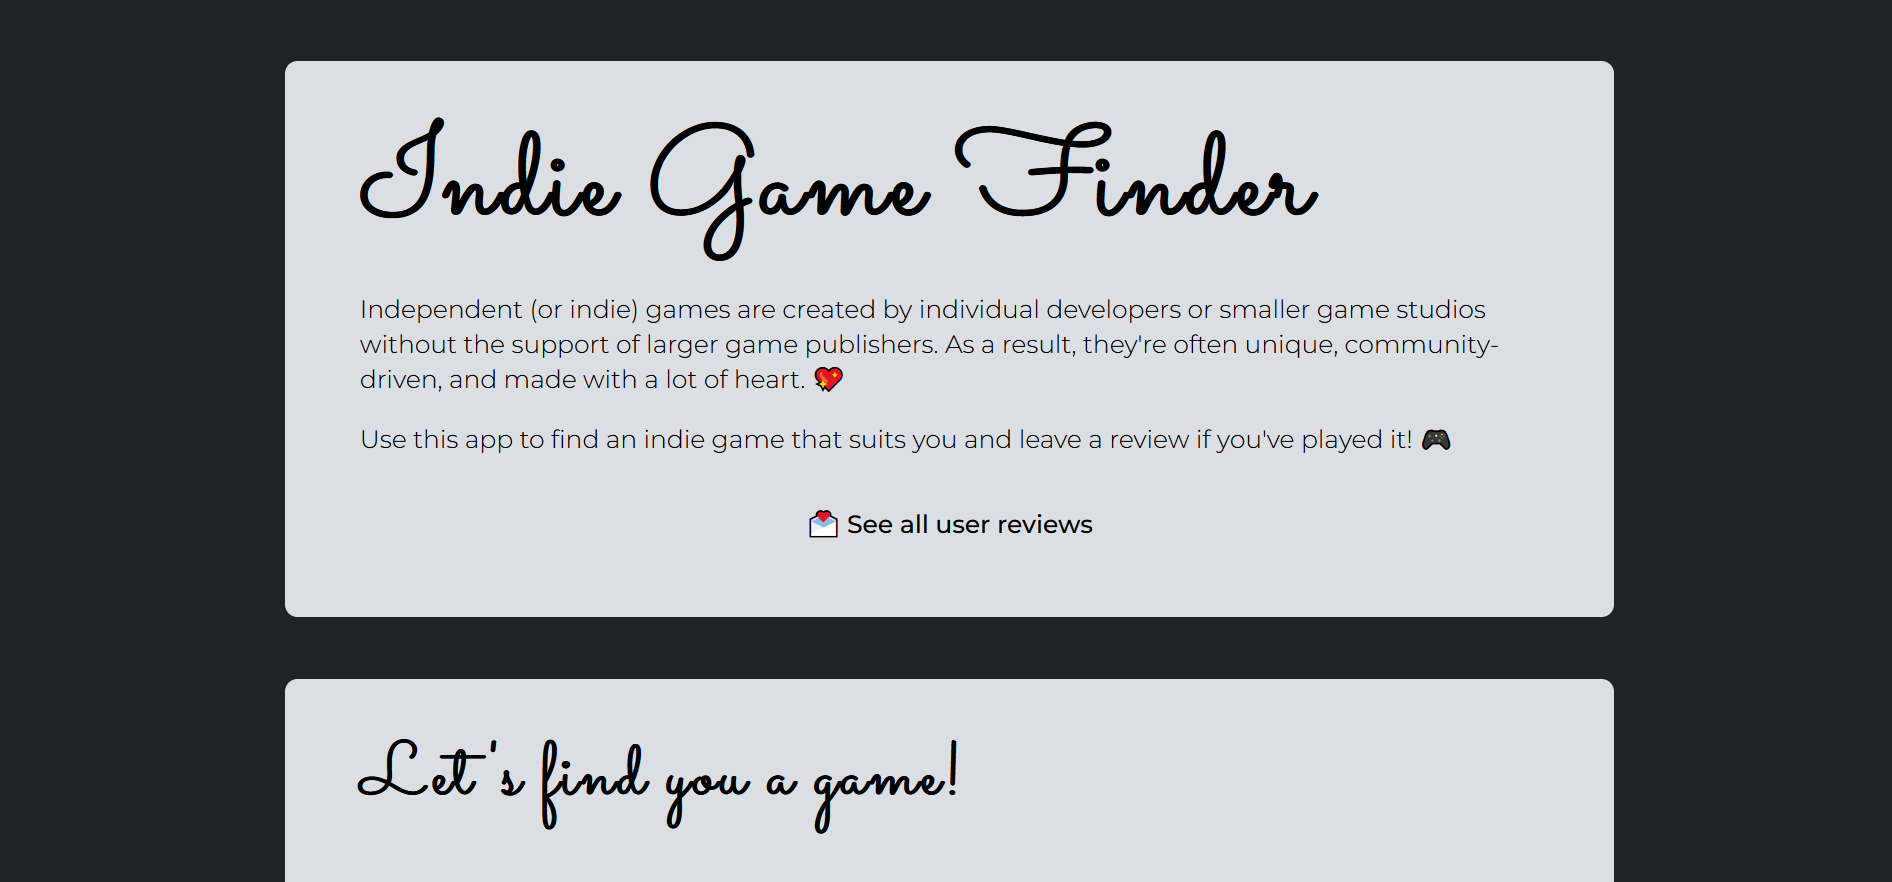 Indie Game Finder
Independent (or indie) games are created by individual developers or smaller game studios
without the support of larger game publishers. As a result, they're often unique, community-
driven, and made with a lot of heart. 💖
Use this app to find an indie game that suits you and leave a review if you've played it! 🎮
💌 See all user reviews
Let's find you a game!